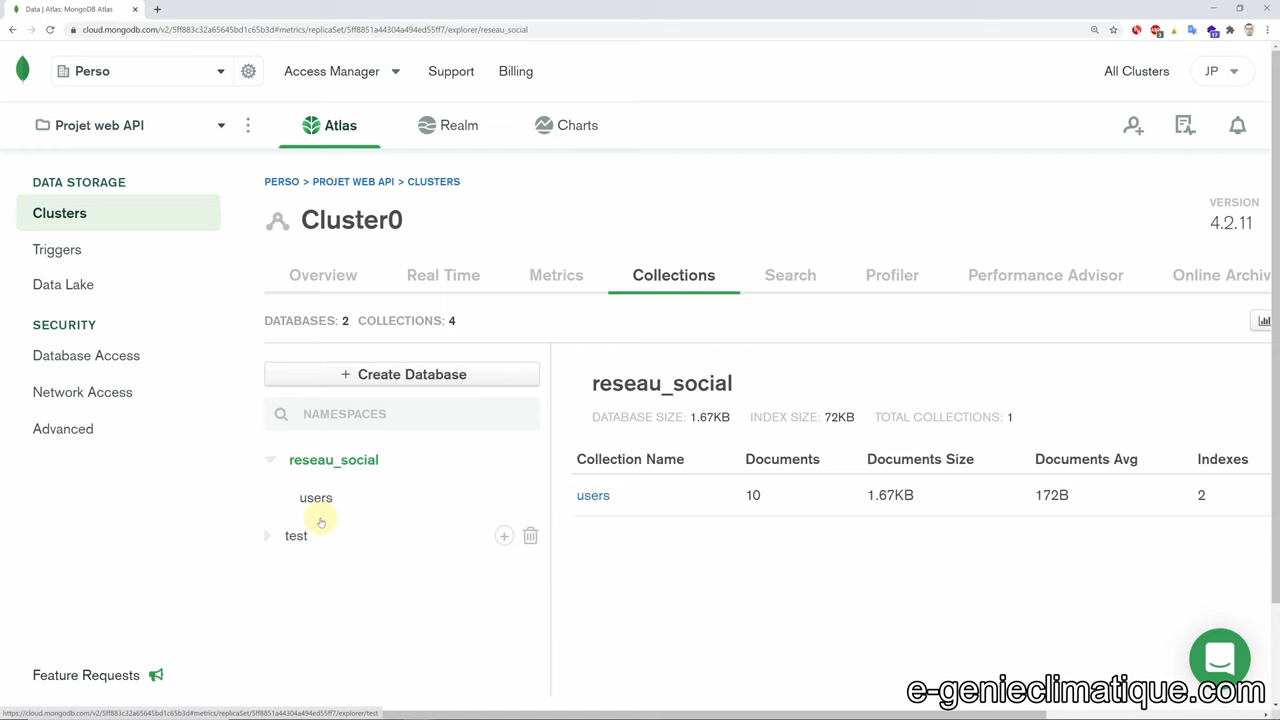 Data | Atlas: MongoDB Atlas
cloud.mongodb.com/v2/5ff883c32a65645bd1c65b3d#metrics/replicaSet/5ff8851a44304a494ed55ff7/explorer/reseau_social
Perso
Access Manager
Support
Billing
All Clusters
JP
Projet web API
Atlas
Realm
Charts
DATA STORAGE
Clusters
Triggers
Data Lake
SECURITY
Database Access
Network Access
Advanced
Feature Requests
PERSO > PROJET WEB API > CLUSTERS
Cluster0
VERSION
4.2.11
Overview
Real Time
Metrics
Collections
Search
Profiler
Performance Advisor
Online Archiv
DATABASES: 2 COLLECTIONS: 4
+ Create Database
NAMESPACES
reseau_social
users
test
reseau_social
DATABASE SIZE: 1.67KB INDEX SIZE: 72KB TOTAL COLLECTIONS: 1
Collection Name Documents Documents Size Documents Avg Indexes
users 10 1.67KB 172B 2
e-genieclimatique.com
https://cloud.mongodb.com/v2/5ff883c32a65645bd1c65b3d#metrics/replicaSet/5ff8851a44304a494ed55ff7/explorer/test